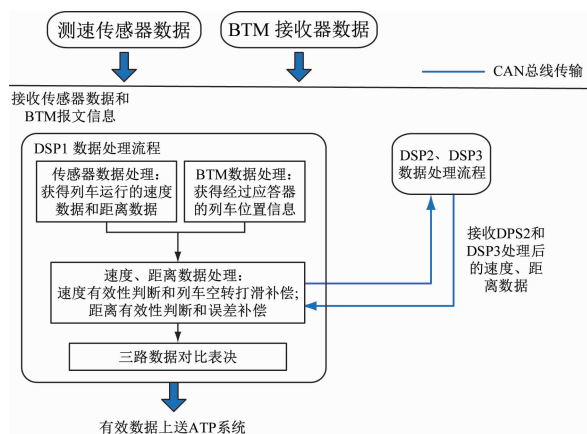 测速传感器数据
BTM 接收器数据
CAN总线传输
接收传感器数据和
BTM报文信息
DSP1 数据处理流程
传感器数据处理:
获得列车运行的速度
数据和距离数据
BTM数据处理:
获得经过应答器
的列车位置信息
DSP2、DSP3
数据处理流程
接收DPS2和
DSP3处理后
的速度、距
离数据
速度、距离数据处理:
速度有效性判断和列车空转打滑补偿;
距离有效性判断和误差补偿
三路数据对比表决
有效数据上送ATP系统